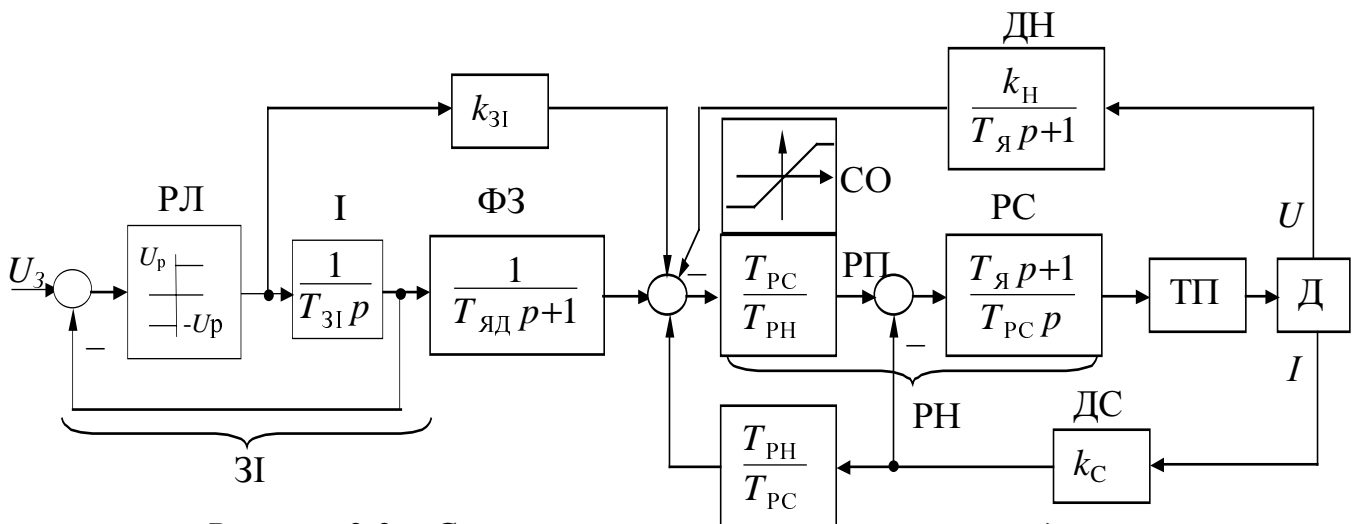 ДН
k_Н
T_Я p+1
k_ЗІ
СО
РЛ
І
ФЗ
РС
U
U_З
U_р
-Uр
1
T_ЗІ p
1
T_ЯД p+1
T_РС
T_РН
РП
T_Я p+1
T_РС p
ТП
Д
–
–
–
І
РН
ДС
ЗІ
T_РН
T_РС
k_С